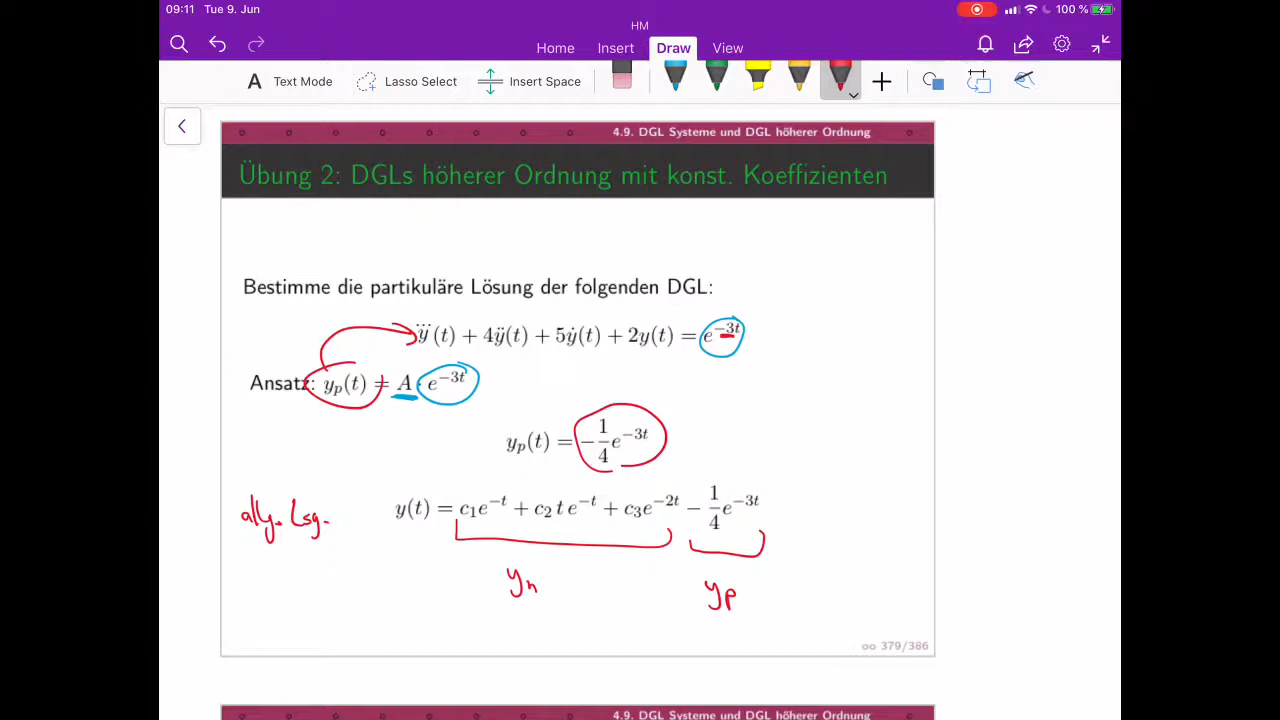 09:11 Tue 9. Jun 100 %
HM
Home Insert Draw View
Text Mode Lasso Select Insert Space
4.9. DGL Systeme und DGL höherer Ordnung
Übung 2: DGLs höherer Ordnung mit konst. Koeffizienten
Bestimme die partikuläre Lösung der folgenden DGL:
y⃛(t) + 4ÿ(t) + 5ẏ(t) + 2y(t) = e^{−3t}
Ansatz: y_p(t) = A · e^{−3t}
y_p(t) = −1/4 e^{−3t}
allg. Lsg. y(t) = c₁e^{−t} + c₂ t e^{−t} + c₃e^{−2t} − 1/4 e^{−3t}
y_h y_p
379/386
4.9. DGL Systeme und DGL höherer Ordnung